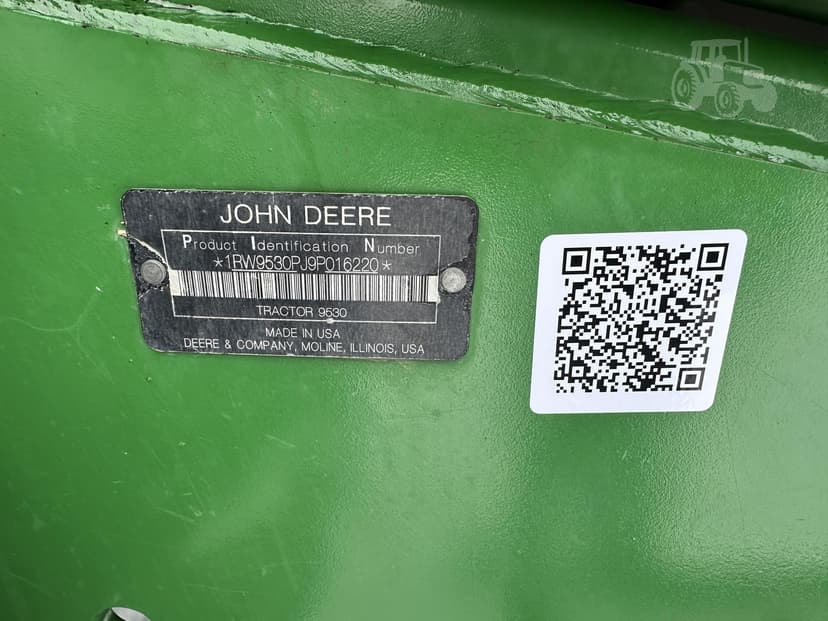 JOHN DEERE
Product Identification Number
*1RW9530PJ9P016220*
TRACTOR 9530
MADE IN USA
DEERE & COMPANY, MOLINE, ILLINOIS, USA